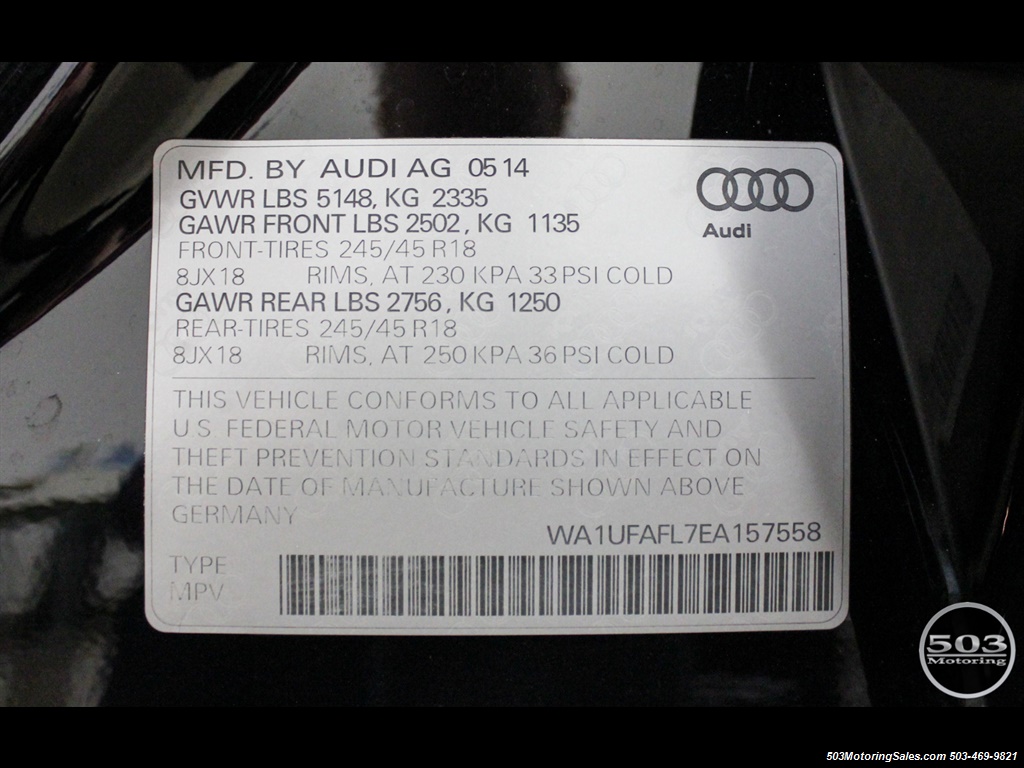 MFD. BY AUDI AG 05 14
GVWR LBS 5148, KG 2335
GAWR FRONT LBS 2502, KG 1135
FRONT-TIRES 245/45 R18
8JX18 RIMS, AT 230 KPA 33 PSI COLD
GAWR REAR LBS 2756, KG 1250
REAR-TIRES 245/45 R18
8JX18 RIMS, AT 250 KPA 36 PSI COLD
Audi
THIS VEHICLE CONFORMS TO ALL APPLICABLE
U.S. FEDERAL MOTOR VEHICLE SAFETY AND
THEFT PREVENTION STANDARDS IN EFFECT ON
THE DATE OF MANUFACTURE SHOWN ABOVE
GERMANY
WA1UFAFL7EA157558
TYPE
MPV
503
Motoring
503MotoringSales.com 503-469-9821